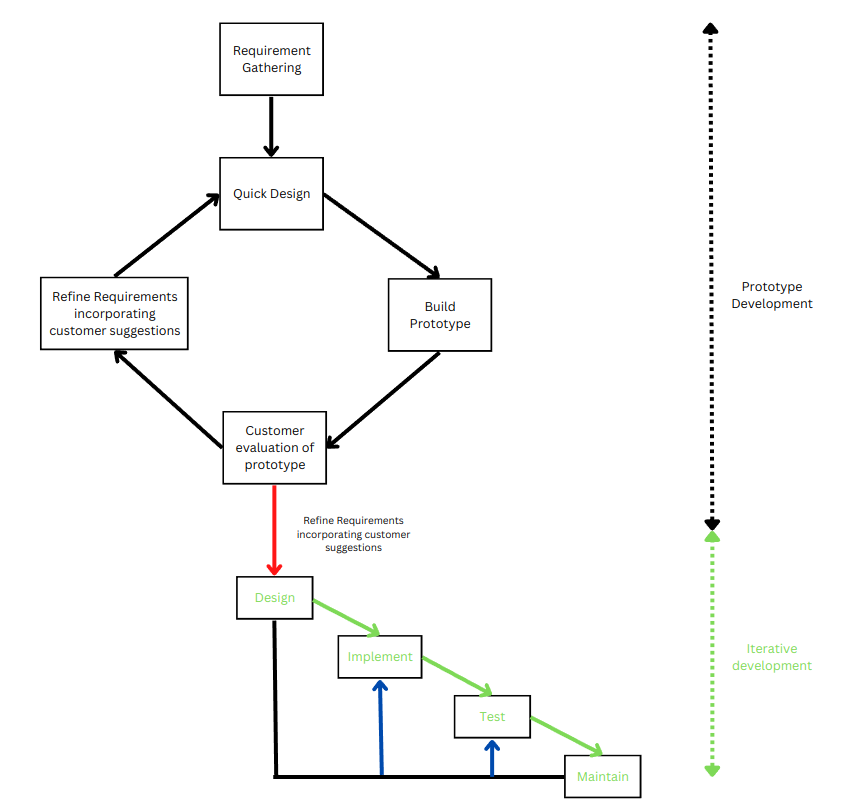 Requirement
Gathering
Quick Design
Refine Requirements
incorporating
customer suggestions
Build
Prototype
Prototype
Development
Customer
evaluation of
prototype
Refine Requirements
incorporating customer
suggestions
Design
Implement
Iterative
development
Test
Maintain